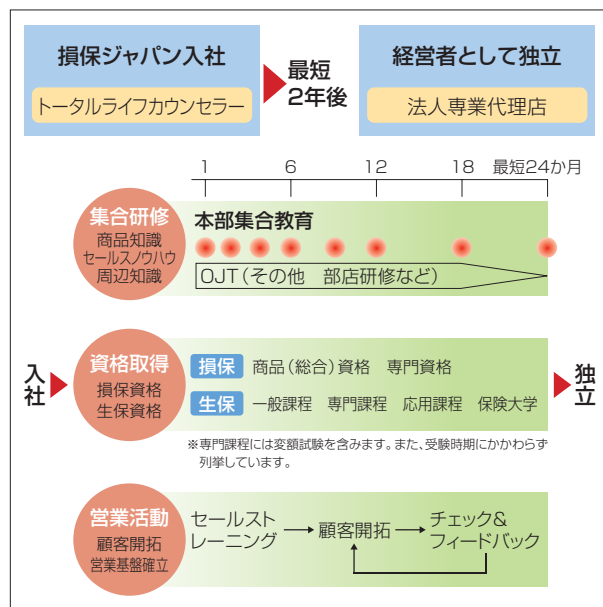 損保ジャパン入社
トータルライフカウンセラー
最短
2年後
経営者として独立
法人専業代理店
1 6 12 18 最短24か月
集合研修
商品知識
セールスノウハウ
周辺知識
本部集合教育
OJT(その他 部店研修など)
入社
資格取得
損保資格
生保資格
損保 商品(総合)資格 専門資格
生保 一般課程 専門課程 応用課程 保険大学
独立
※専門課程には変額試験を含みます。また、受験時期にかかわらず
列挙しています。
営業活動
顧客開拓
営業基盤確立
セールスト
レーニング
顧客開拓
チェック&
フィードバック